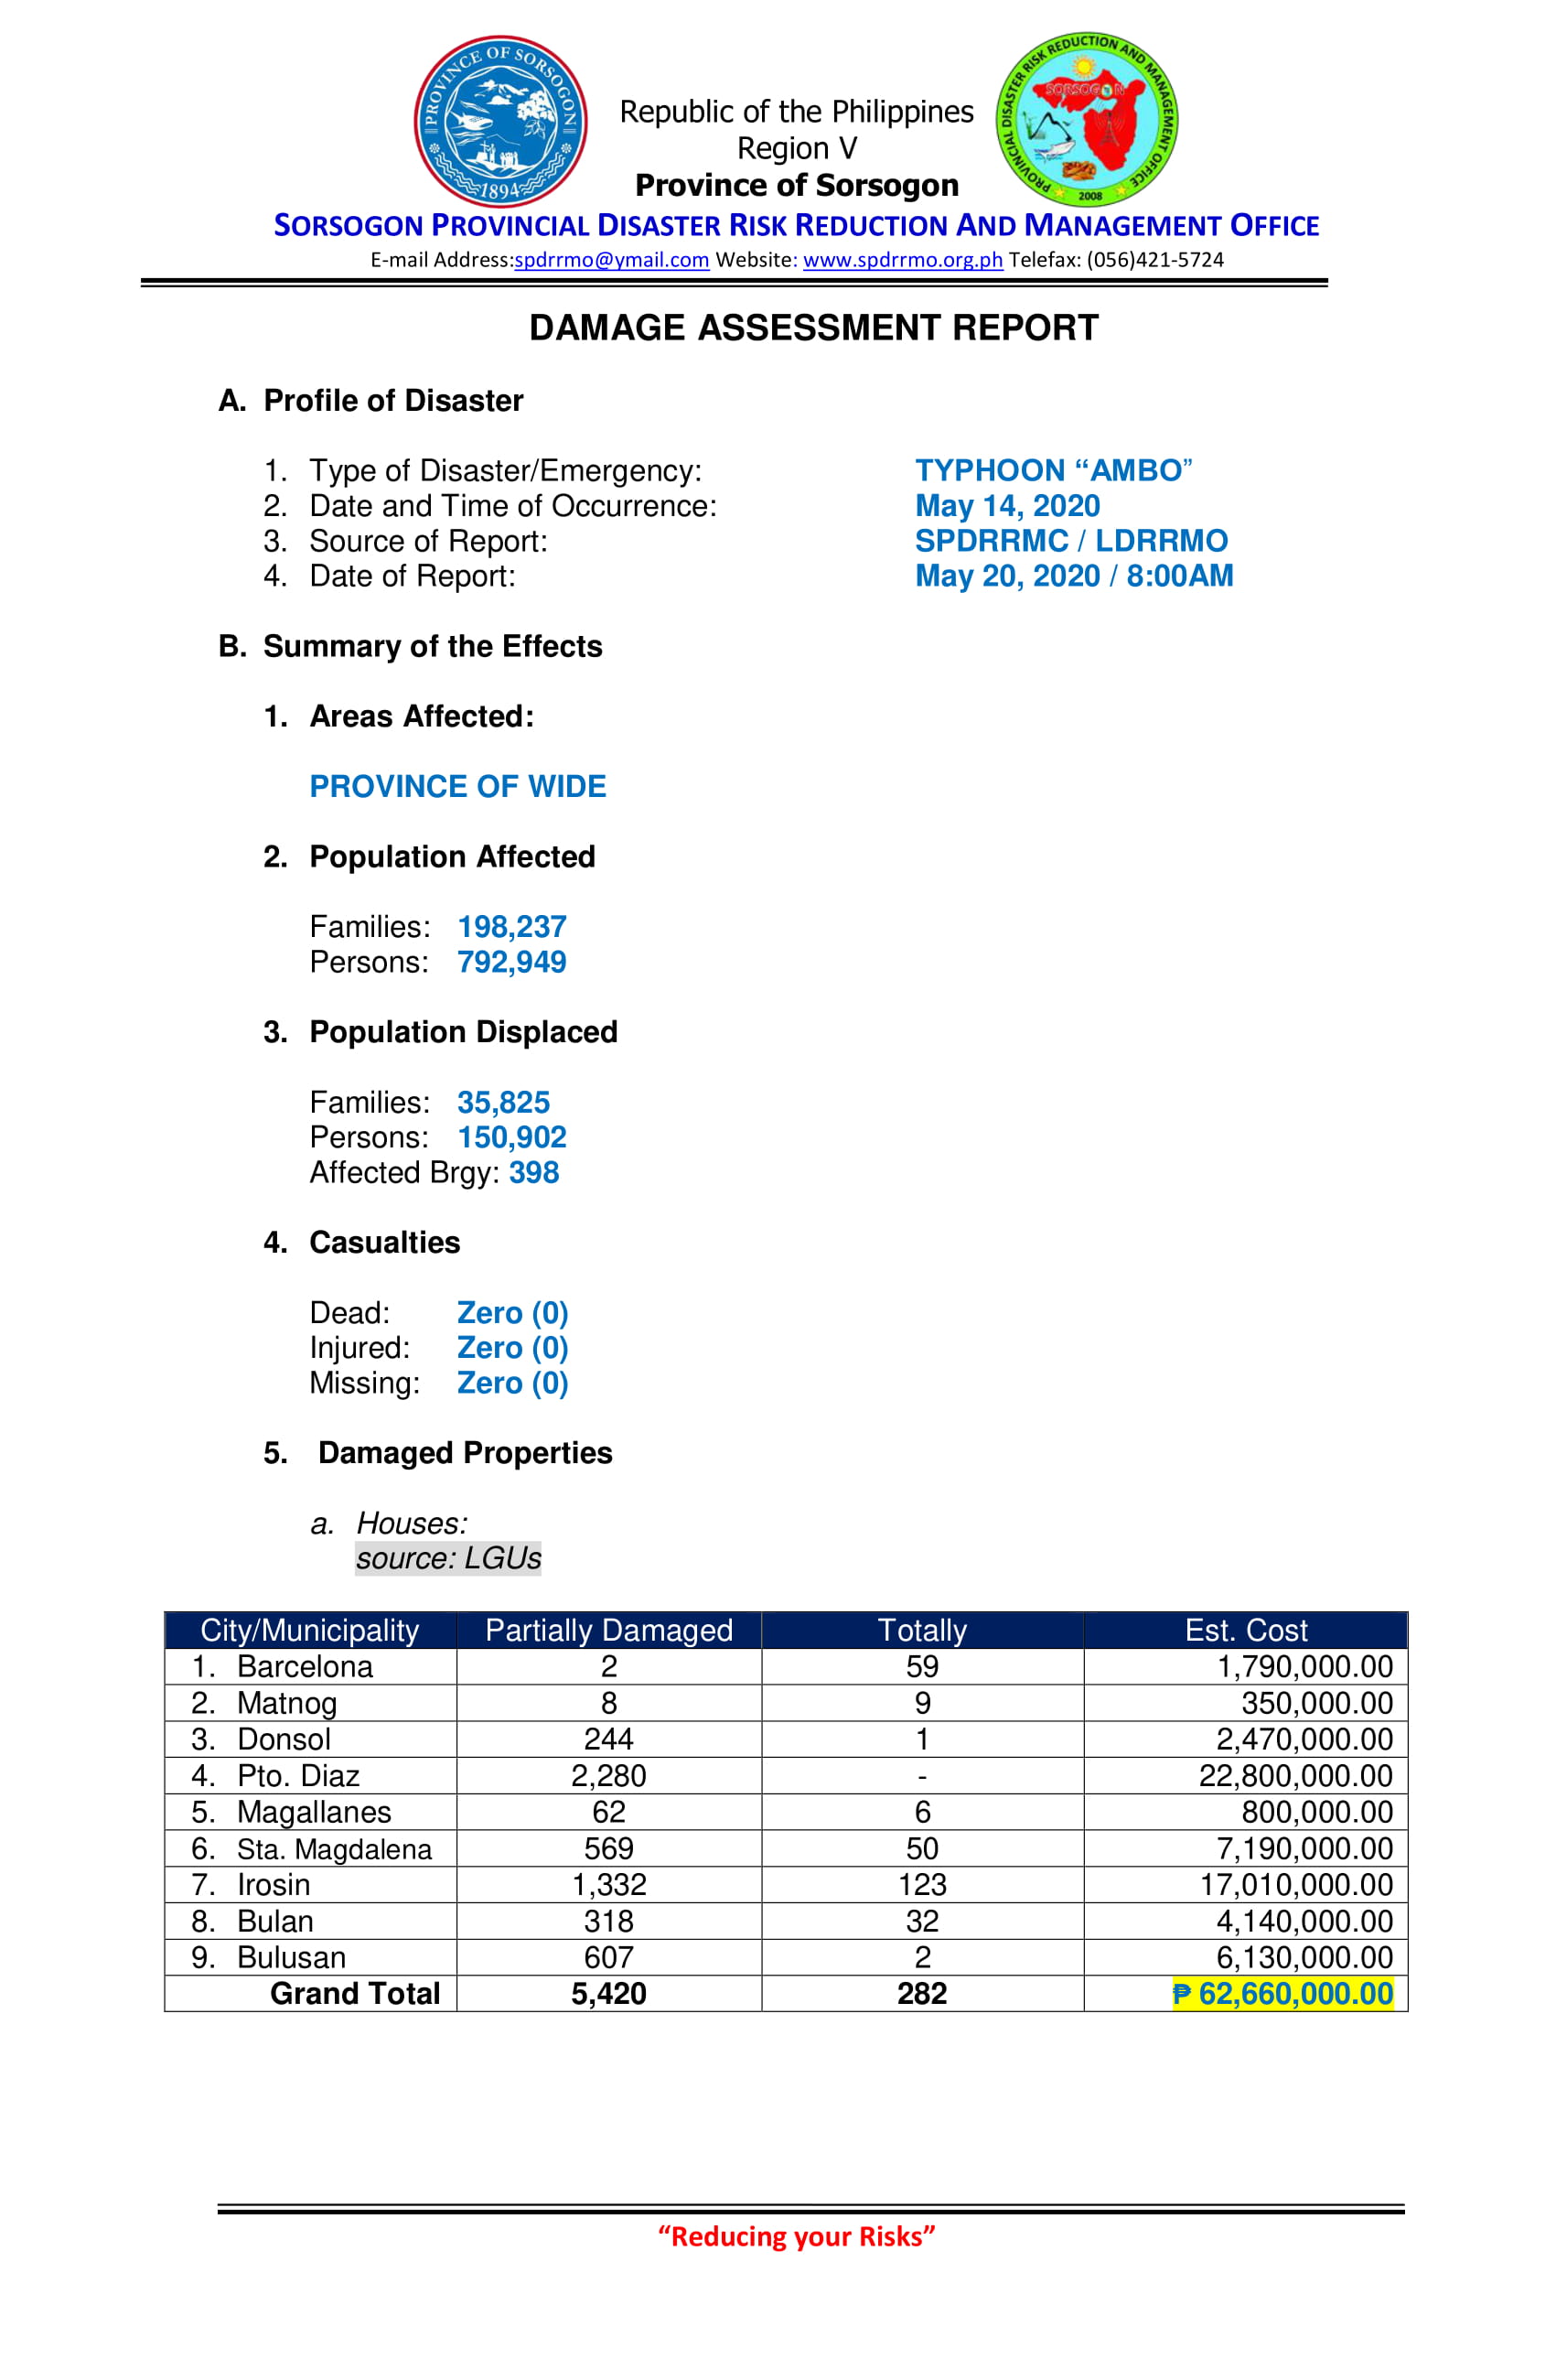 PROVINCE OF SORSOGON
1894
PROVINCIAL DISASTER RISK REDUCTION AND MANAGEMENT OFFICE
SORSOGON
2008
Republic of the Philippines
Region V
Province of Sorsogon
SORSOGON PROVINCIAL DISASTER RISK REDUCTION AND MANAGEMENT OFFICE
E-mail Address:spdrrmo@ymail.com Website: www.spdrrmo.org.ph Telefax: (056)421-5724
DAMAGE ASSESSMENT REPORT
A. Profile of Disaster
1. Type of Disaster/Emergency: TYPHOON “AMBO”
2. Date and Time of Occurrence: May 14, 2020
3. Source of Report: SPDRRMC / LDRRMO
4. Date of Report: May 20, 2020 / 8:00AM
B. Summary of the Effects
1. Areas Affected:
PROVINCE OF WIDE
2. Population Affected
Families: 198,237
Persons: 792,949
3. Population Displaced
Families: 35,825
Persons: 150,902
Affected Brgy: 398
4. Casualties
Dead: Zero (0)
Injured: Zero (0)
Missing: Zero (0)
5. Damaged Properties
a. Houses:
source: LGUs
City/Municipality Partially Damaged Totally Est. Cost
1. Barcelona 2 59 1,790,000.00
2. Matnog 8 9 350,000.00
3. Donsol 244 1 2,470,000.00
4. Pto. Diaz 2,280 - 22,800,000.00
5. Magallanes 62 6 800,000.00
6. Sta. Magdalena 569 50 7,190,000.00
7. Irosin 1,332 123 17,010,000.00
8. Bulan 318 32 4,140,000.00
9. Bulusan 607 2 6,130,000.00
Grand Total 5,420 282 ₱ 62,660,000.00
“Reducing your Risks”